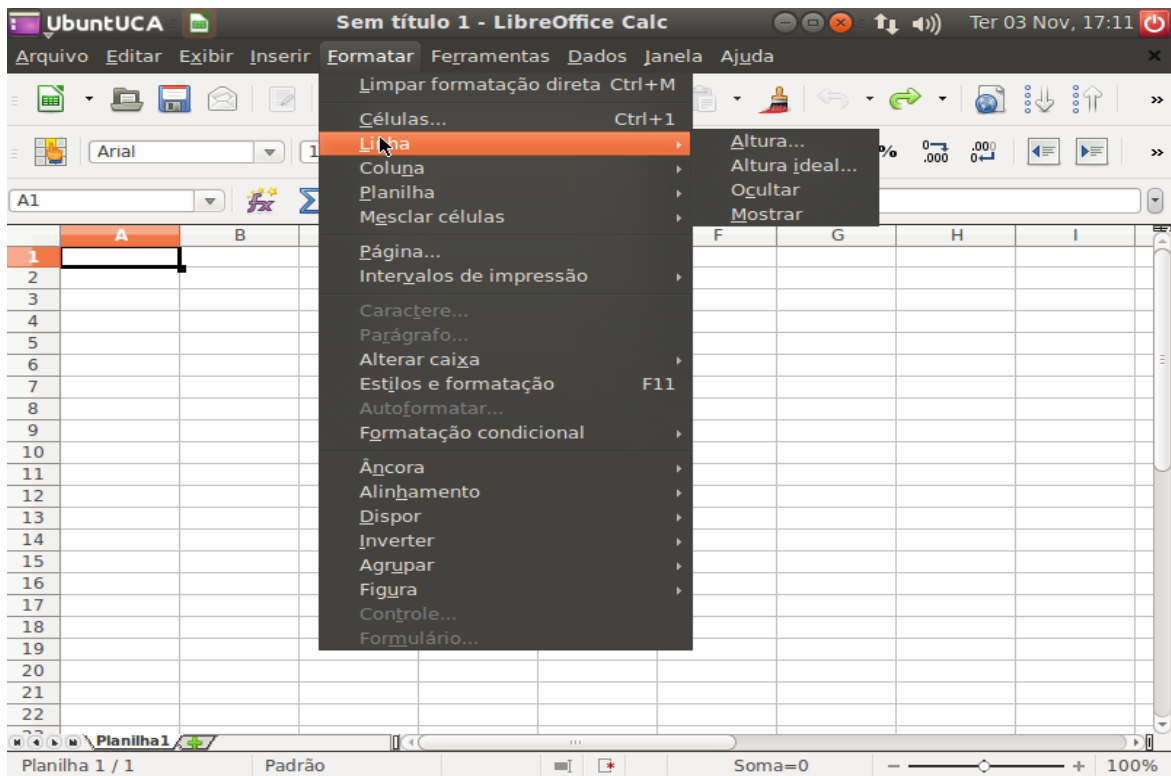 UbuntUCA Sem título 1 - LibreOffice Calc Ter 03 Nov, 17:11
Arquivo Editar Exibir Inserir Formatar Ferramentas Dados Janela Ajuda
Limpar formatação direta Ctrl+M
Células... Ctrl+1
Linha
Coluna
Planilha
Mesclar células
Página...
Intervalos de impressão
Caractere...
Parágrafo...
Alterar caixa
Estilos e formatação F11
Autoformatar...
Formatação condicional
Âncora
Alinhamento
Dispor
Inverter
Agrupar
Figura
Controle...
Formulário...
Altura...
Altura ideal...
Ocultar
Mostrar
Arial 1 %
A1
A B F G H I
1
2
3
4
5
6
7
8
9
10
11
12
13
14
15
16
17
18
19
20
21
22
Planilha1
Planilha 1 / 1 Padrão Soma=0 100%